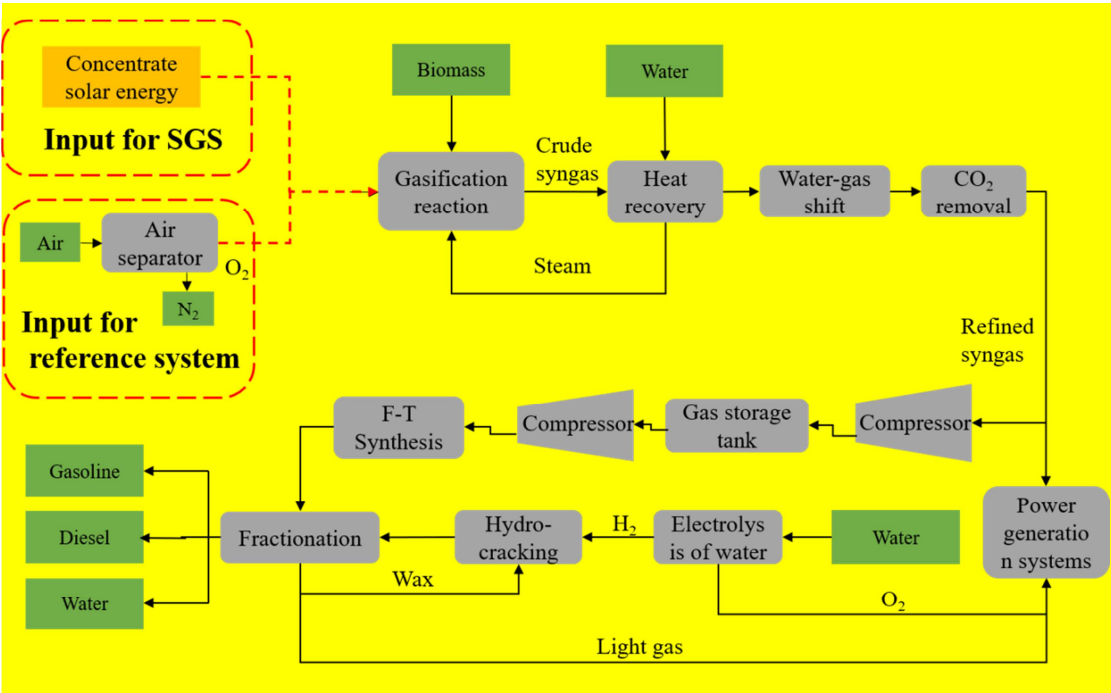 Concentrate
solar energy
Input for SGS
Biomass
Water
Gasification
reaction
Crude
syngas
Heat
recovery
Water-gas
shift
CO₂
removal
Steam
Air
Air
separator
O₂
N₂
Input for
reference system
Refined
syngas
F-T
Synthesis
Compressor
Gas storage
tank
Compressor
Gasoline
Diesel
Water
Fractionation
Hydro-
cracking
H₂
Electrolys
is of water
Water
Power
generatio
n systems
Wax
O₂
Light gas